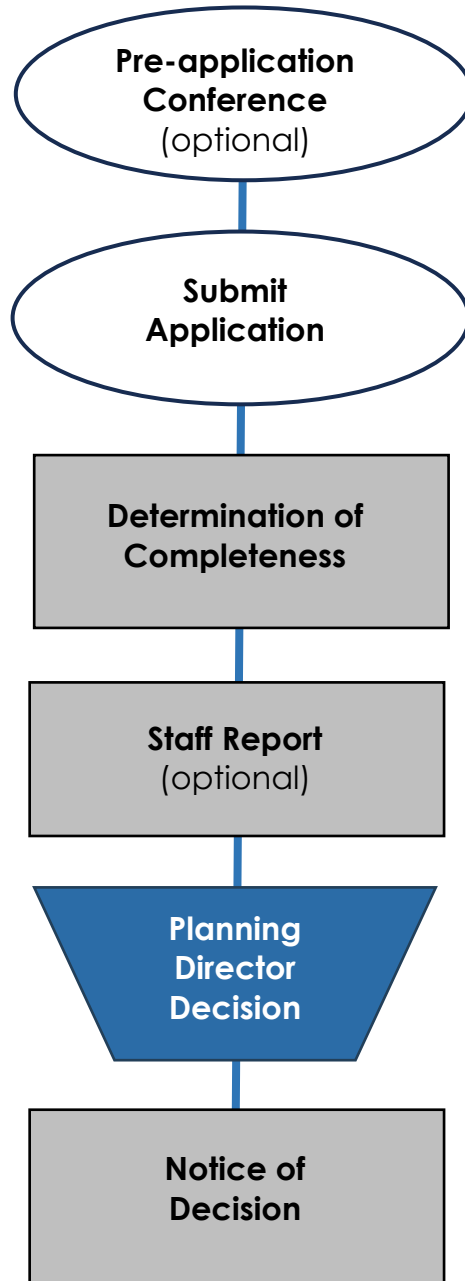 Pre-application
Conference
(optional)
Submit
Application
Determination of
Completeness
Staff Report
(optional)
Planning
Director
Decision
Notice of
Decision